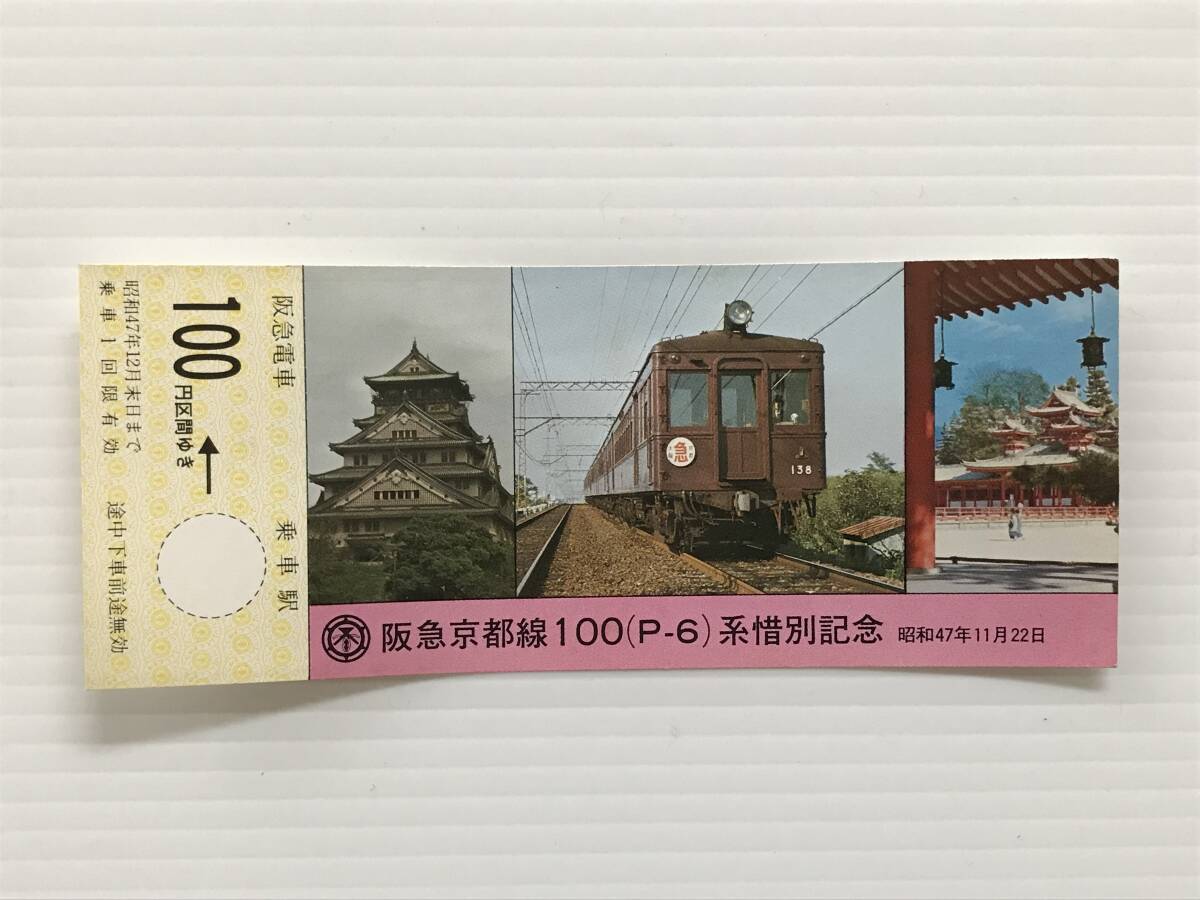 阪急電車 乗車駅
100円区間ゆき ←
昭和47年12月末日まで
乗車1回限有効 途中下車前途無効
急
138
阪急京都線100(P-6)系惜別記念 昭和47年11月22日